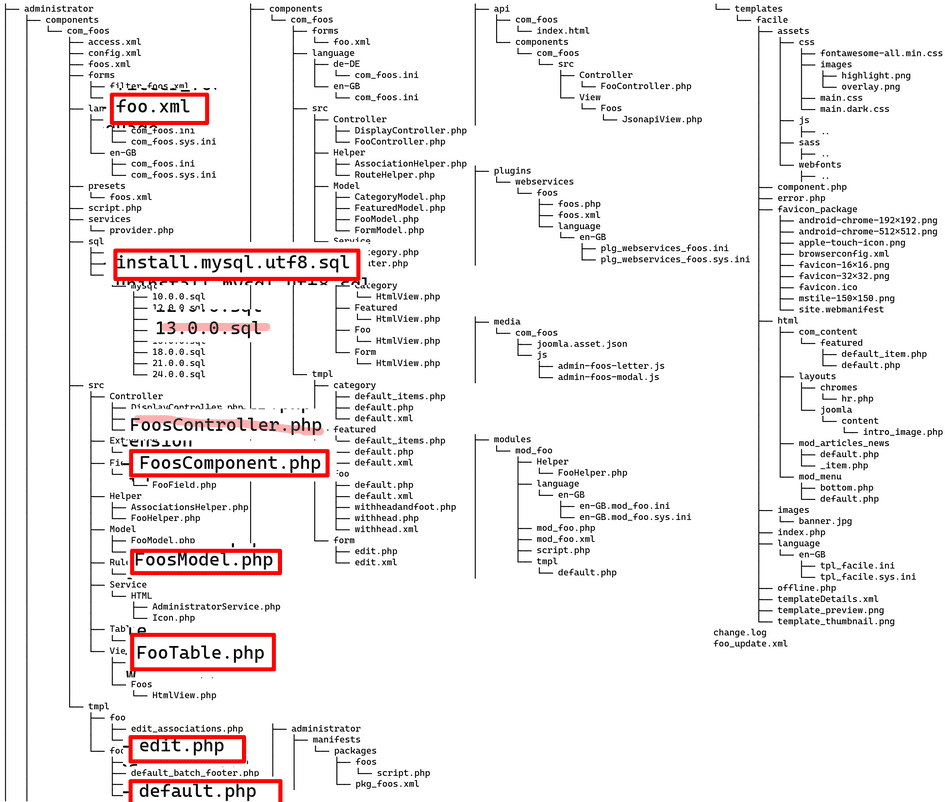 administrator
components
com_foos
access.xml
config.xml
foo.xml
forms
filter_foos.xml
foo.xml
com_foos.ini
com_foos.sys.ini
en-GB
com_foos.ini
com_foos.sys.ini
presets
foos.xml
script.php
services
provider.php
sql
install.mysql.utf8.sql
uninstall.mysql.utf8.sql
mysql
10.0.0.sql
12.0.0.sql
13.0.0.sql
18.0.0.sql
21.0.0.sql
24.0.0.sql
src
Controller
DisplayController.php
FoosController.php
Extension
FoosComponent.php
FooField.php
Helper
AssociationsHelper.php
FooHelper.php
Model
FooModel.php
FoosModel.php
Service
HTML
AdministratorService.php
Icon.php
Table
FooTable.php
Foos
HtmlView.php
tmpl
foo
edit_associations.php
edit.php
default_batch_footer.php
default.php
components
com_foos
forms
foo.xml
language
de-DE
com_foos.ini
en-GB
com_foos.ini
src
Controller
DisplayController.php
FooController.php
Helper
AssociationHelper.php
RouteHelper.php
Model
CategoryModel.php
FeaturedModel.php
FooModel.php
FormModel.php
Service
Category
HtmlView.php
Featured
HtmlView.php
Foo
HtmlView.php
Form
HtmlView.php
tmpl
category
default_items.php
default.php
default.xml
featured
default_items.php
default.php
default.xml
foo
default.php
default.xml
withheadandfoot.php
withhead.php
withhead.xml
form
edit.php
edit.xml
administrator
manifests
packages
foos
script.php
pkg_foos.xml
api
com_foos
index.html
components
com_foos
src
Controller
FooController.php
View
Foos
JsonapiView.php
plugins
webservices
foos
foos.php
foos.xml
language
en-GB
plg_webservices_foos.ini
plg_webservices_foos.sys.ini
media
com_foos
joomla.asset.json
js
admin-foos-letter.js
admin-foos-modal.js
modules
mod_foo
Helper
FooHelper.php
language
en-GB
en-GB.mod_foo.ini
en-GB.mod_foo.sys.ini
mod_foo.php
mod_foo.xml
script.php
tmpl
default.php
templates
facile
assets
css
fontawesome-all.min.css
images
highlight.png
overlay.png
main.css
main.dark.css
js
..
sass
..
webfonts
..
component.php
error.php
favicon_package
android-chrome-192×192.png
android-chrome-512×512.png
apple-touch-icon.png
browserconfig.xml
favicon-16×16.png
favicon-32×32.png
favicon.ico
mstile-150×150.png
site.webmanifest
html
com_content
featured
default_item.php
default.php
layouts
chromes
hr.php
joomla
content
intro_image.php
mod_articles_news
default.php
_item.php
mod_menu
bottom.php
default.php
images
banner.jpg
index.php
language
en-GB
tpl_facile.ini
tpl_facile.sys.ini
offline.php
templateDetails.xml
template_preview.png
template_thumbnail.png
change.log
foo_update.xml